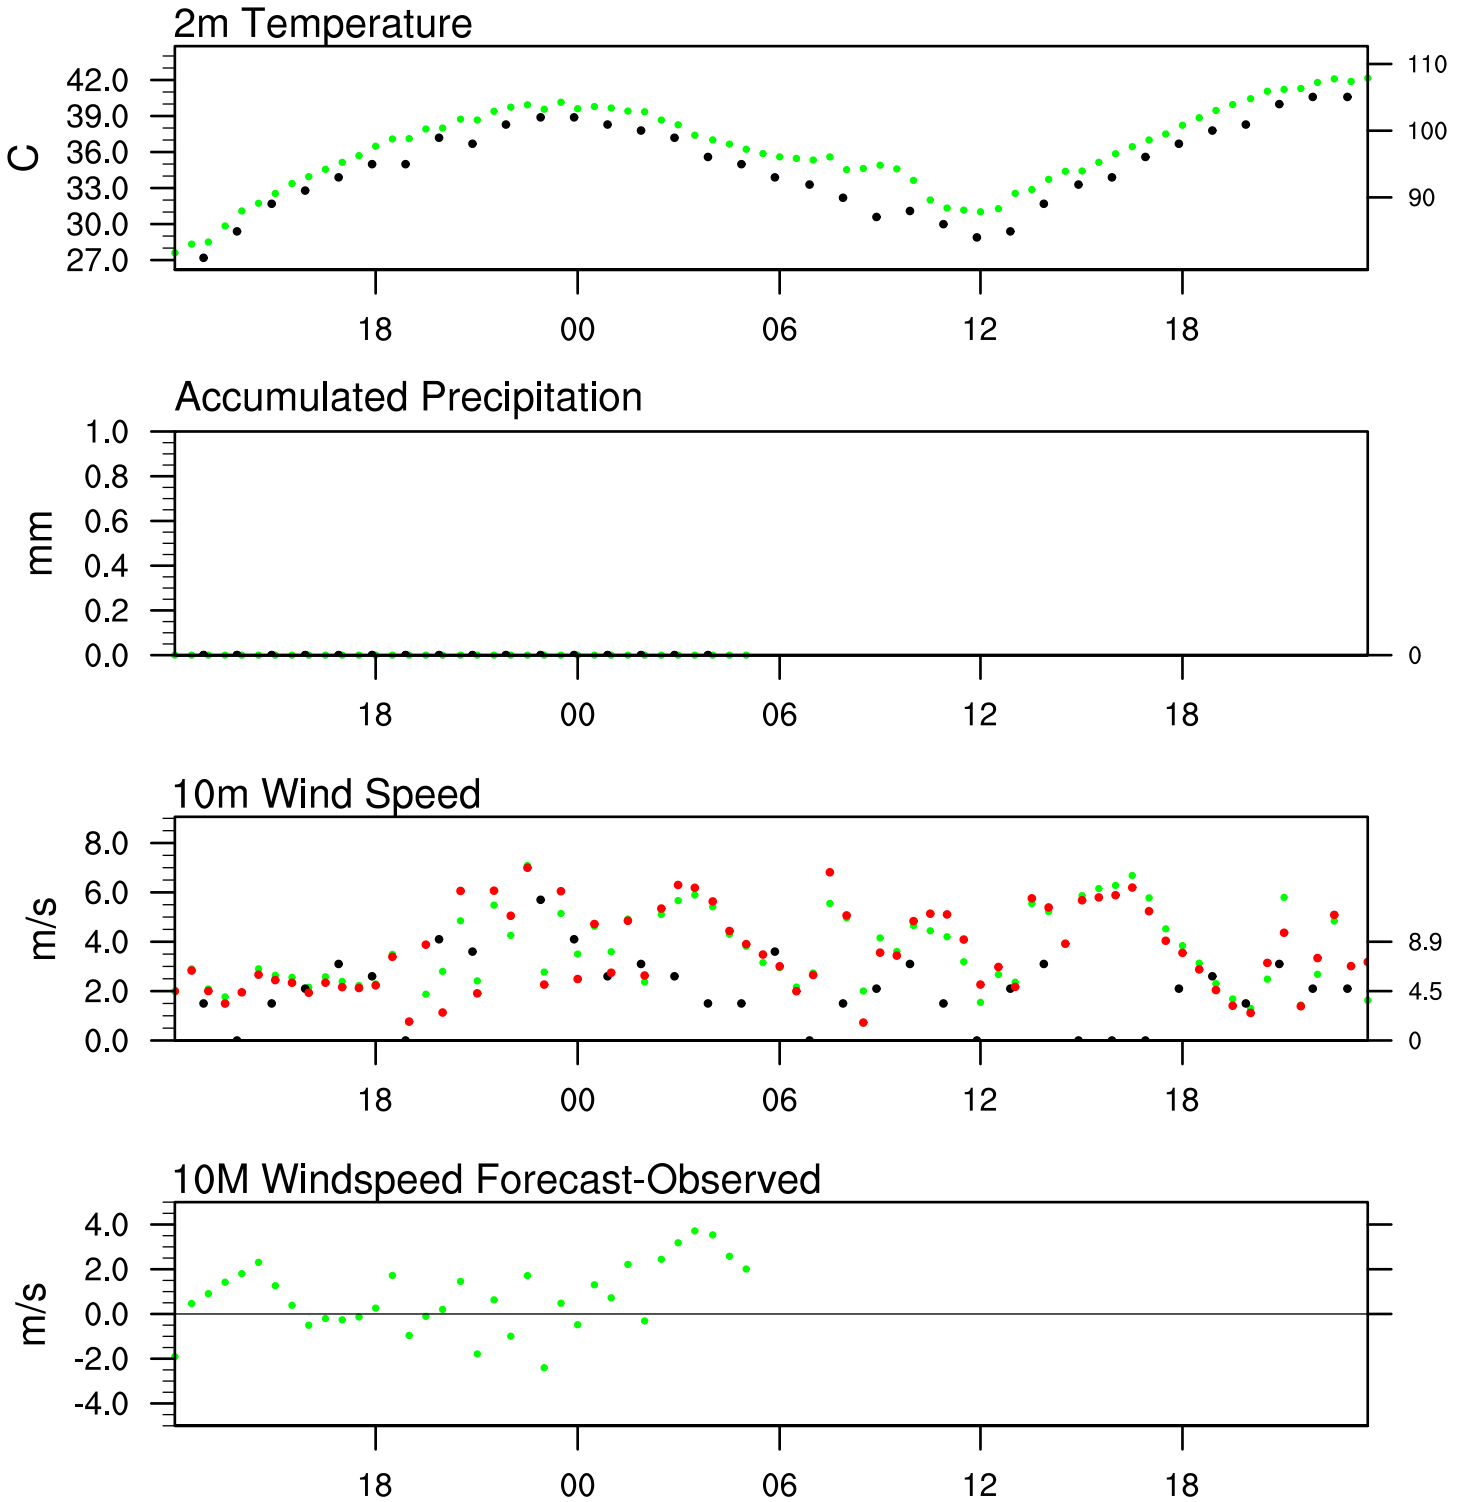 2m Temperature
42.0
39.0
36.0
33.0
30.0
27.0
C
110
100
90
18 00 06 12 18
Accumulated Precipitation
1.0
0.8
0.6
0.4
0.2
0.0
mm
0
18 00 06 12 18
10m Wind Speed
8.0
6.0
4.0
2.0
0.0
m/s
8.9
4.5
0
18 00 06 12 18
10M Windspeed Forecast-Observed
4.0
2.0
0.0
-2.0
-4.0
m/s
18 00 06 12 18